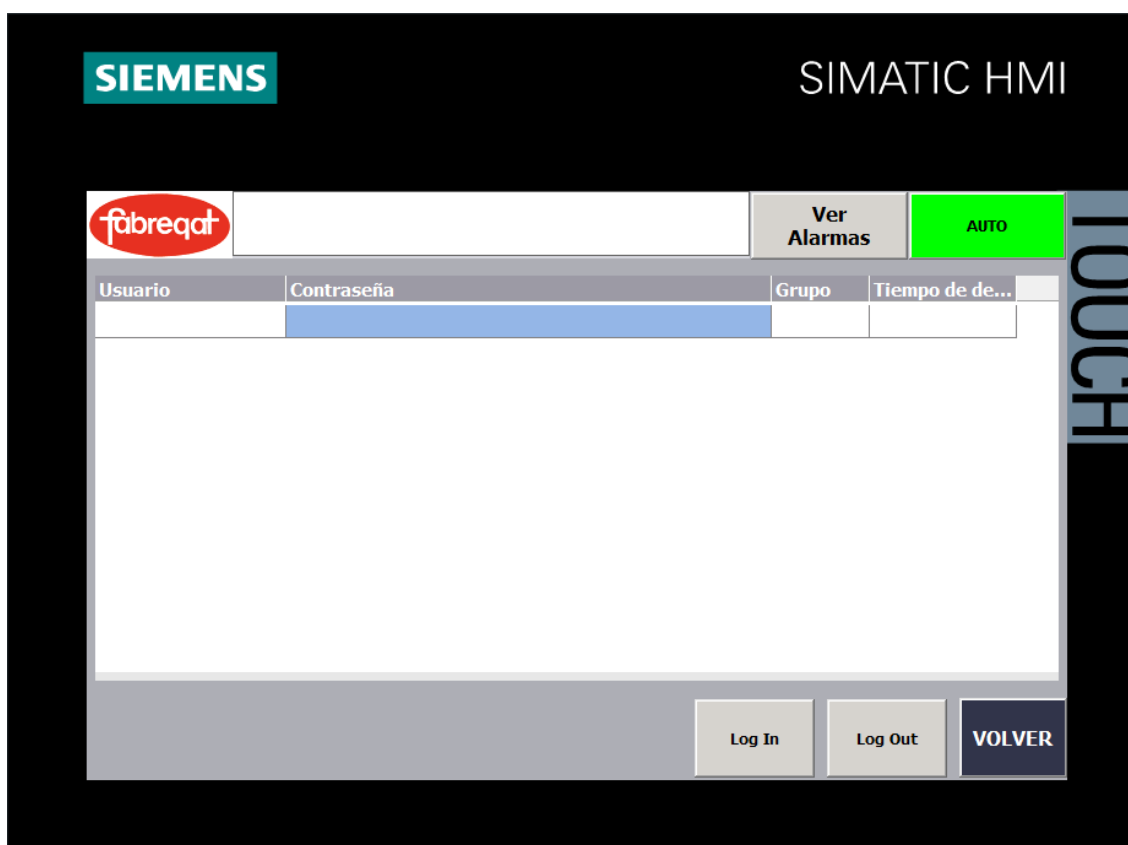 SIEMENS
SIMATIC HMI
fabregat
Ver
Alarmas
AUTO
TOUCH
Usuario Contraseña Grupo Tiempo de de...
Log In Log Out VOLVER